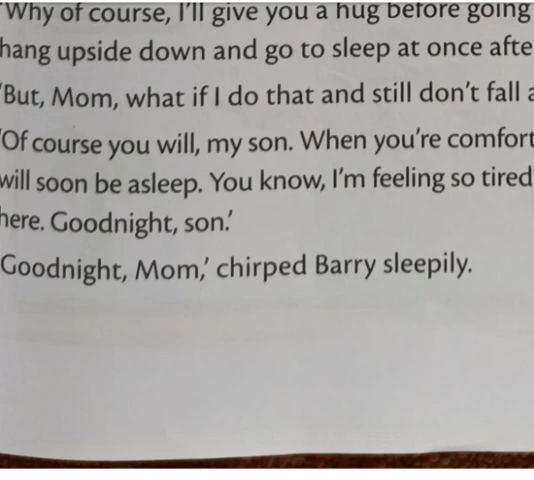 'Why of course, I'll give you a hug before going
hang upside down and go to sleep at once afte
'But, Mom, what if I do that and still don't fall a
'Of course you will, my son. When you're comfort
will soon be asleep. You know, I'm feeling so tired
here. Goodnight, son.'
Goodnight, Mom,' chirped Barry sleepily.